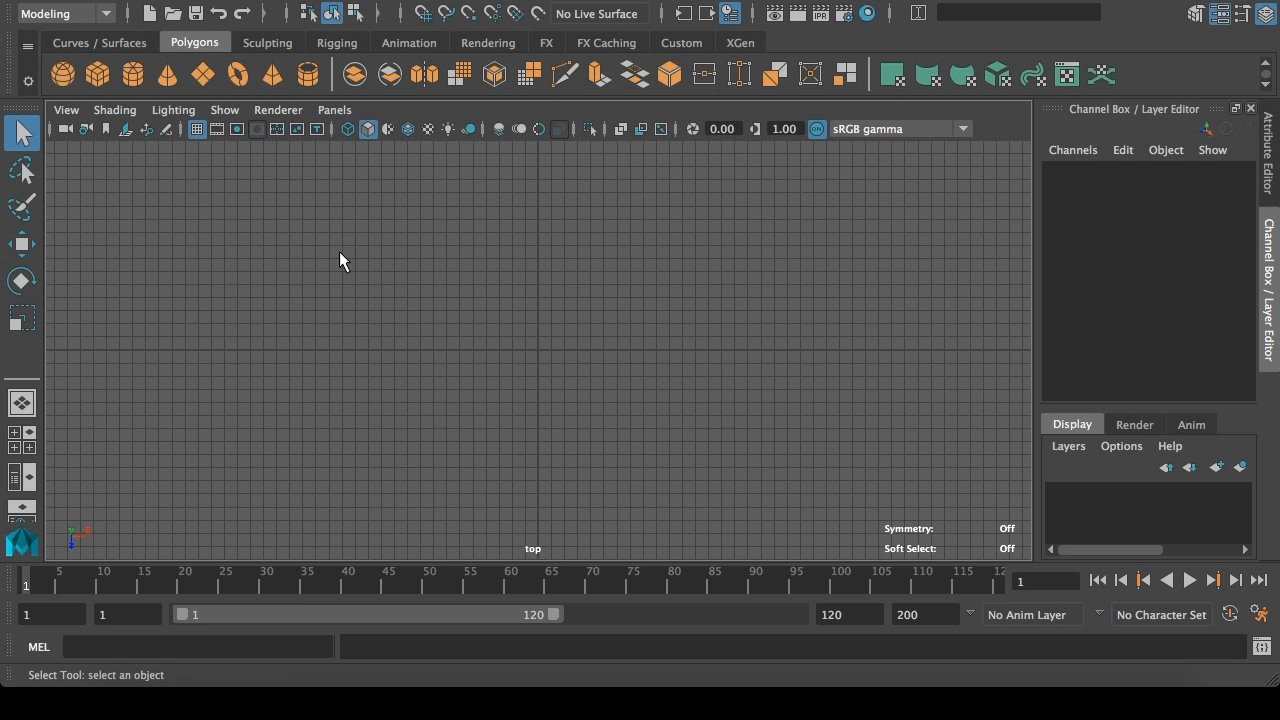 Modeling No Live Surface IPR
Curves / Surfaces Polygons Sculpting Rigging Animation Rendering FX FX Caching Custom XGen
View Shading Lighting Show Renderer Panels
0.00 1.00 ON sRGB gamma
Channel Box / Layer Editor
Channels Edit Object Show
Attribute Editor
Channel Box / Layer Editor
Display Render Anim
Layers Options Help
Symmetry: Off
Soft Select: Off
top
1 5 10 15 20 25 30 35 40 45 50 55 60 65 70 75 80 85 90 95 100 105 110 115 12 1
1 1 1 120 120 200 No Anim Layer No Character Set
MEL
Select Tool: select an object